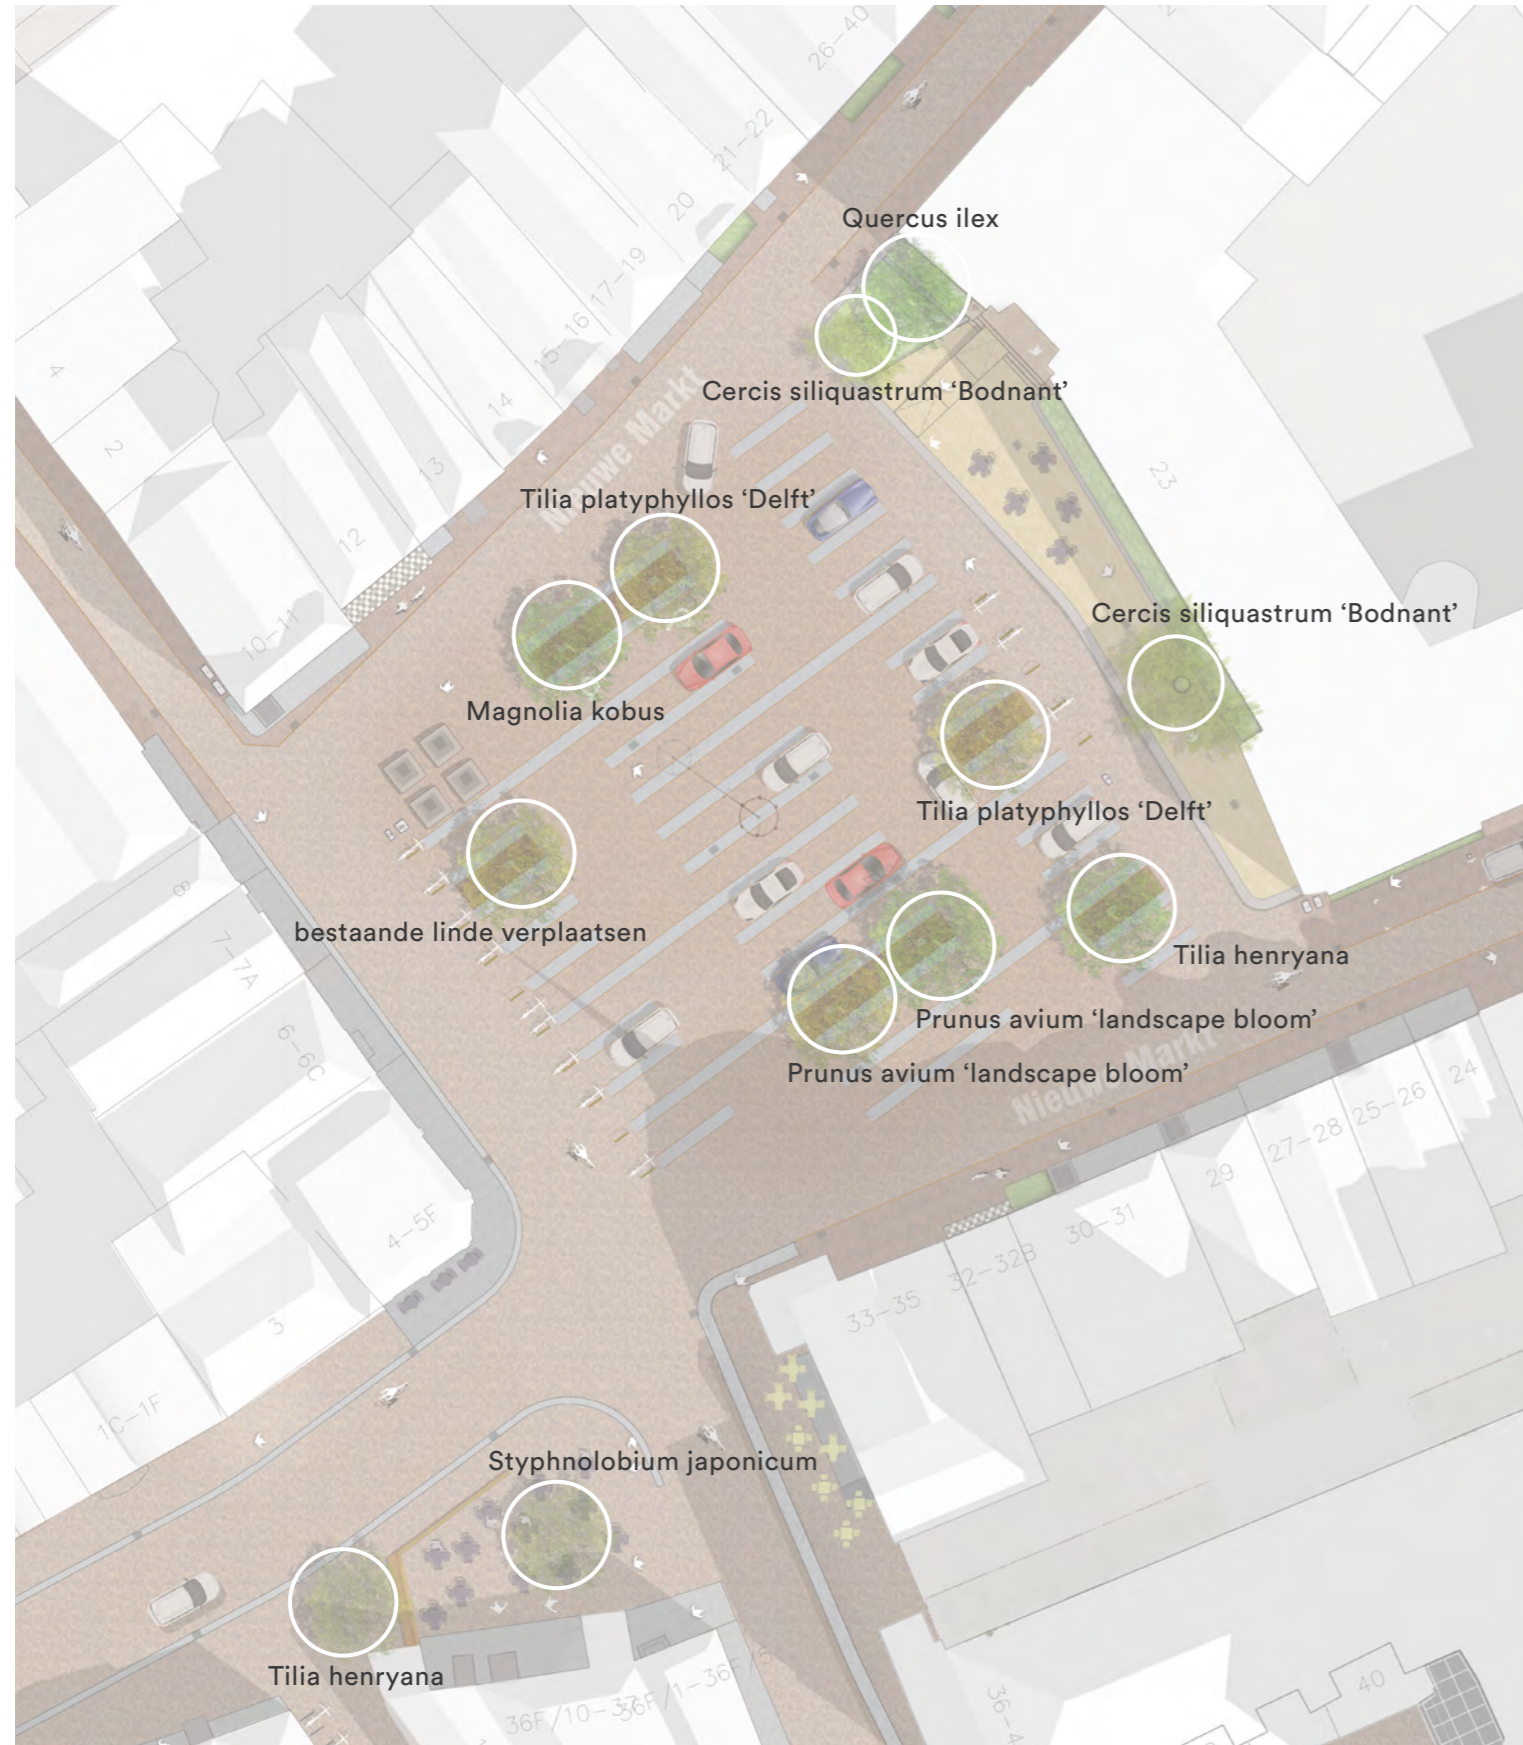 26-40
21-22
20
Quercus ilex
17-19
15-16
Cercis siliquastrum ‘Bodnant’
4
14
2
Nieuwe Markt
13
23
Tilia platyphyllos ‘Delft’
12
Cercis siliquastrum ‘Bodnant’
10-11
Magnolia kobus
Tilia platyphyllos ‘Delft’
8
bestaande linde verplaatsen
7-7A
Tilia henryana
Prunus avium ‘landscape bloom’
6-6C
Prunus avium ‘landscape bloom’
Nieuwe Markt
24
25-26
27-28
29
4-5F
30-31
32-32B
33-35
3
1C-1F
Styphnolobium japonicum
Tilia henryana
40